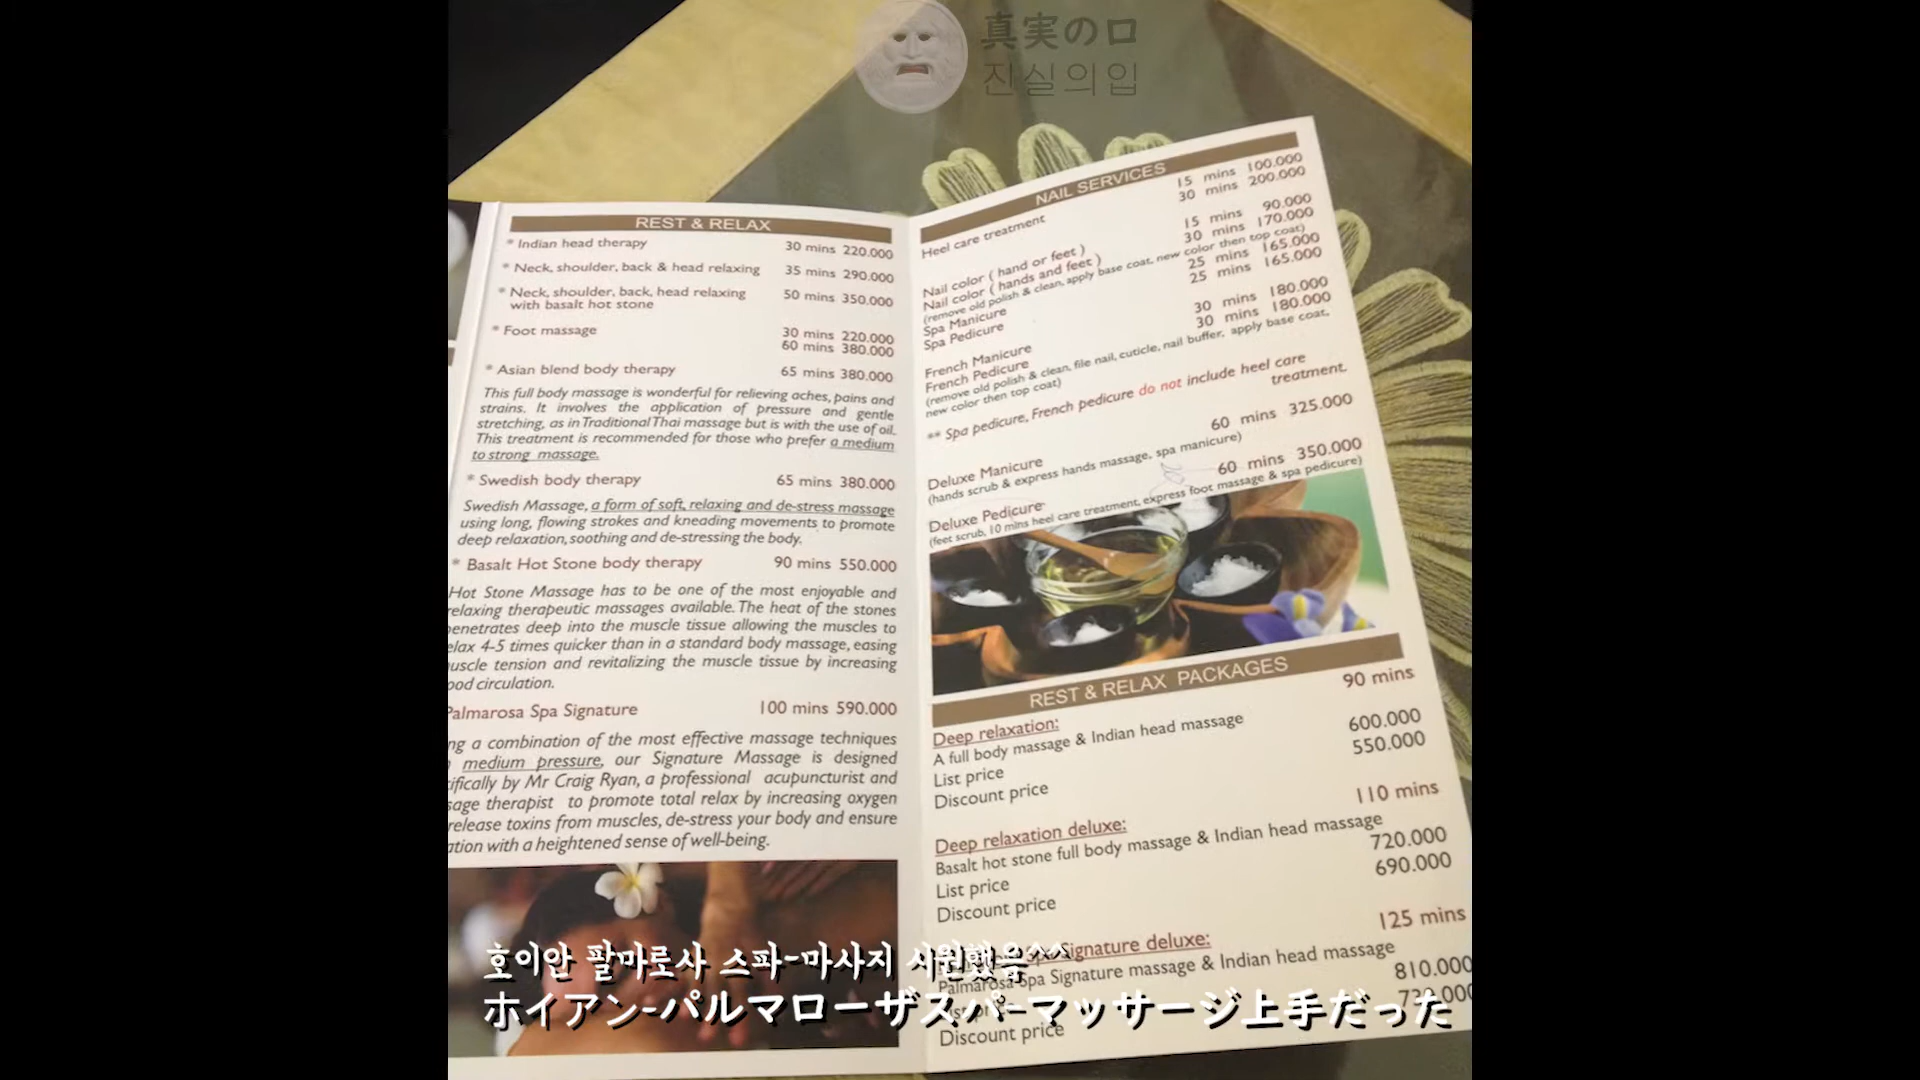 真実の口
진실의입
REST & RELAX
* Indian head therapy 30 mins 220.000
* Neck, shoulder, back & head relaxing 35 mins 290.000
* Neck, shoulder, back, head relaxing 50 mins 350.000
with basalt hot stone
* Foot massage 30 mins 220.000
60 mins 380.000
* Asian blend body therapy 65 mins 380.000
This full body massage is wonderful for relieving aches, pains and
strains. It involves the application of pressure and gentle
stretching, as in Traditional Thai massage but is with the use of oil.
This treatment is recommended for those who prefer a medium
to strong massage.
* Swedish body therapy 65 mins 380.000
Swedish Massage, a form of soft, relaxing and de-stress massage
using long, flowing strokes and kneading movements to promote
deep relaxation, soothing and de-stressing the body.
* Basalt Hot Stone body therapy 90 mins 550.000
Hot Stone Massage has to be one of the most enjoyable and
relaxing therapeutic massages available. The heat of the stones
penetrates deep into the muscle tissue allowing the muscles to
elax 4-5 times quicker than in a standard body massage, easing
uscle tension and revitalizing the muscle tissue by increasing
ood circulation.
Palmarosa Spa Signature 100 mins 590.000
ng a combination of the most effective massage techniques
medium pressure, our Signature Massage is designed
ifically by Mr Craig Ryan, a professional acupuncturist and
sage therapist to promote total relax by increasing oxygen
release toxins from muscles, de-stress your body and ensure
ation with a heightened sense of well-being.
NAIL SERVICES
15 mins 100.000
Heel care treatment 30 mins 200.000
Nail color ( hand or feet ) 15 mins 90.000
Nail color ( hands and feet ) 30 mins 170.000
(remove old polish & clean, apply base coat, new color then top coat)
Spa Manicure 25 mins 165.000
Spa Pedicure 25 mins 165.000
French Manicure 30 mins 180.000
French Pedicure 30 mins 180.000
(remove old polish & clean, file nail, cuticle, nail buffer, apply base coat,
new color then top coat)
** Spa pedicure, French pedicure do not include heel care
treatment.
Deluxe Manicure 60 mins 325.000
(hands scrub & express hands massage, spa manicure)
Deluxe Pedicure 60 mins 350.000
(feet scrub, 10 mins heel care treatment, express foot massage & spa pedicure)
REST & RELAX PACKAGES
Deep relaxation: 90 mins
A full body massage & Indian head massage
List price 600.000
Discount price 550.000
Deep relaxation deluxe: 110 mins
Basalt hot stone full body massage & Indian head massage
List price 720.000
Discount price 690.000
Signature deluxe: 125 mins
Palmarosa Spa Signature massage & Indian head massage
810.000
Discount price
호이안 팔마로사 스파-마사지 시원했음^^
ホイアン-パルマローザスパ-マッサージ上手だった